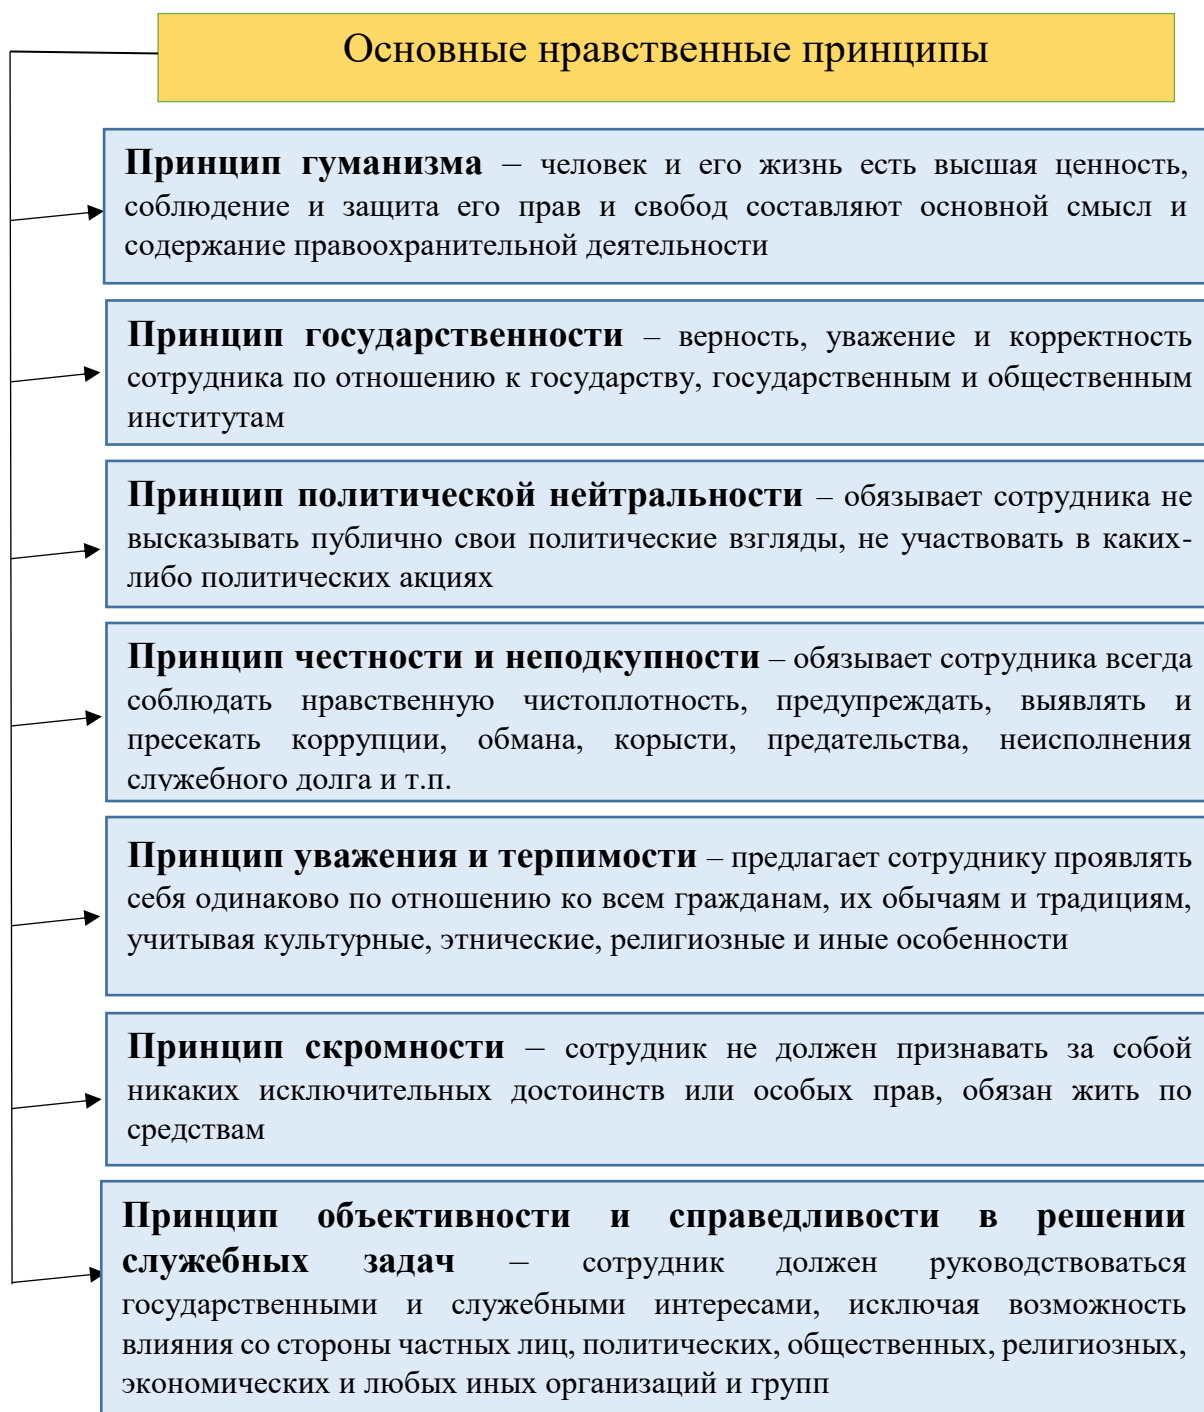 Основные нравственные принципы
Принцип гуманизма – человек и его жизнь есть высшая ценность,
соблюдение и защита его прав и свобод составляют основной смысл и
содержание правоохранительной деятельности
Принцип государственности – верность, уважение и корректность
сотрудника по отношению к государству, государственным и общественным
институтам
Принцип политической нейтральности – обязывает сотрудника не
высказывать публично свои политические взгляды, не участвовать в каких-
либо политических акциях
Принцип честности и неподкупности – обязывает сотрудника всегда
соблюдать нравственную чистоплотность, предупреждать, выявлять и
пресекать коррупции, обмана, корысти, предательства, неисполнения
служебного долга и т.п.
Принцип уважения и терпимости – предлагает сотруднику проявлять
себя одинаково по отношению ко всем гражданам, их обычаям и традициям,
учитывая культурные, этнические, религиозные и иные особенности
Принцип скромности – сотрудник не должен признавать за собой
никаких исключительных достоинств или особых прав, обязан жить по
средствам
Принцип объективности и справедливости в решении
служебных задач – сотрудник должен руководствоваться
государственными и служебными интересами, исключая возможность
влияния со стороны частных лиц, политических, общественных, религиозных,
экономических и любых иных организаций и групп